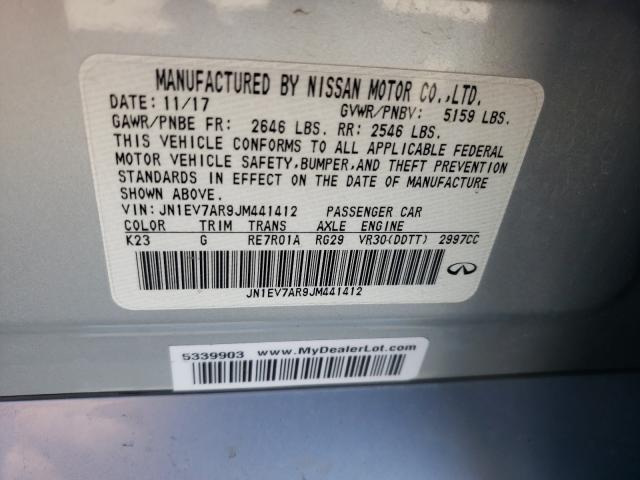 MANUFACTURED BY NISSAN MOTOR CO.,LTD.
DATE: 11/17 GVWR/PNBV: 5159 LBS.
GAWR/PNBE FR: 2646 LBS. RR: 2546 LBS.
THIS VEHICLE CONFORMS TO ALL APPLICABLE FEDERAL
MOTOR VEHICLE SAFETY, BUMPER, AND THEFT PREVENTION
STANDARDS IN EFFECT ON THE DATE OF MANUFACTURE
SHOWN ABOVE.
VIN: JN1EV7AR9JM441412 PASSENGER CAR
COLOR TRIM TRANS AXLE ENGINE
K23 G RE7R01A RG29 VR30(DDTT) 2997CC
JN1EV7AR9JM441412
5339903 www.MyDealerLot.com